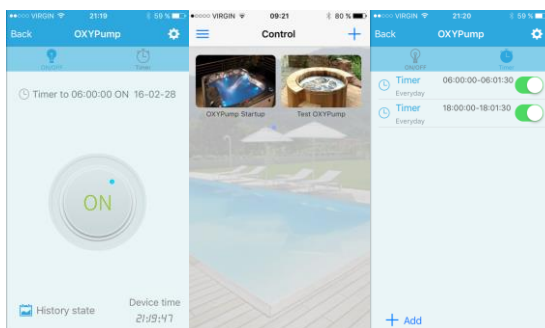 ●○○○○ VIRGIN 21:19 59 %
Back OXYPump
ON/OFF Timer
Timer to 06:00:00 ON 16-02-28
ON
History state
Device time
21:19:47
●○○○○ VIRGIN 09:21 80 %
Control +
OXYPump Startup Test OXYPump
●●○○○ VIRGIN 21:20 59 %
Back OXYPump
ON/OFF Timer
Timer 06:00:00-06:01:30
Everyday
Timer 18:00:00-18:01:30
Everyday
+ Add